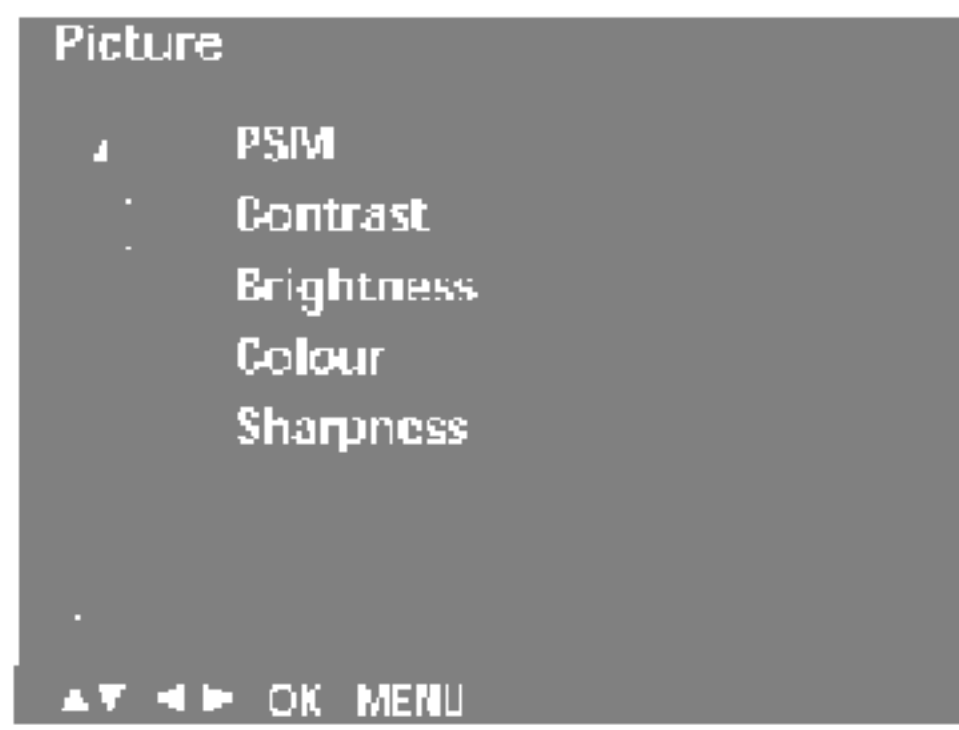 Picture
PSM
Contrast
Brightness
Colour
Sharpness
▲▼ ◄► OK MENU